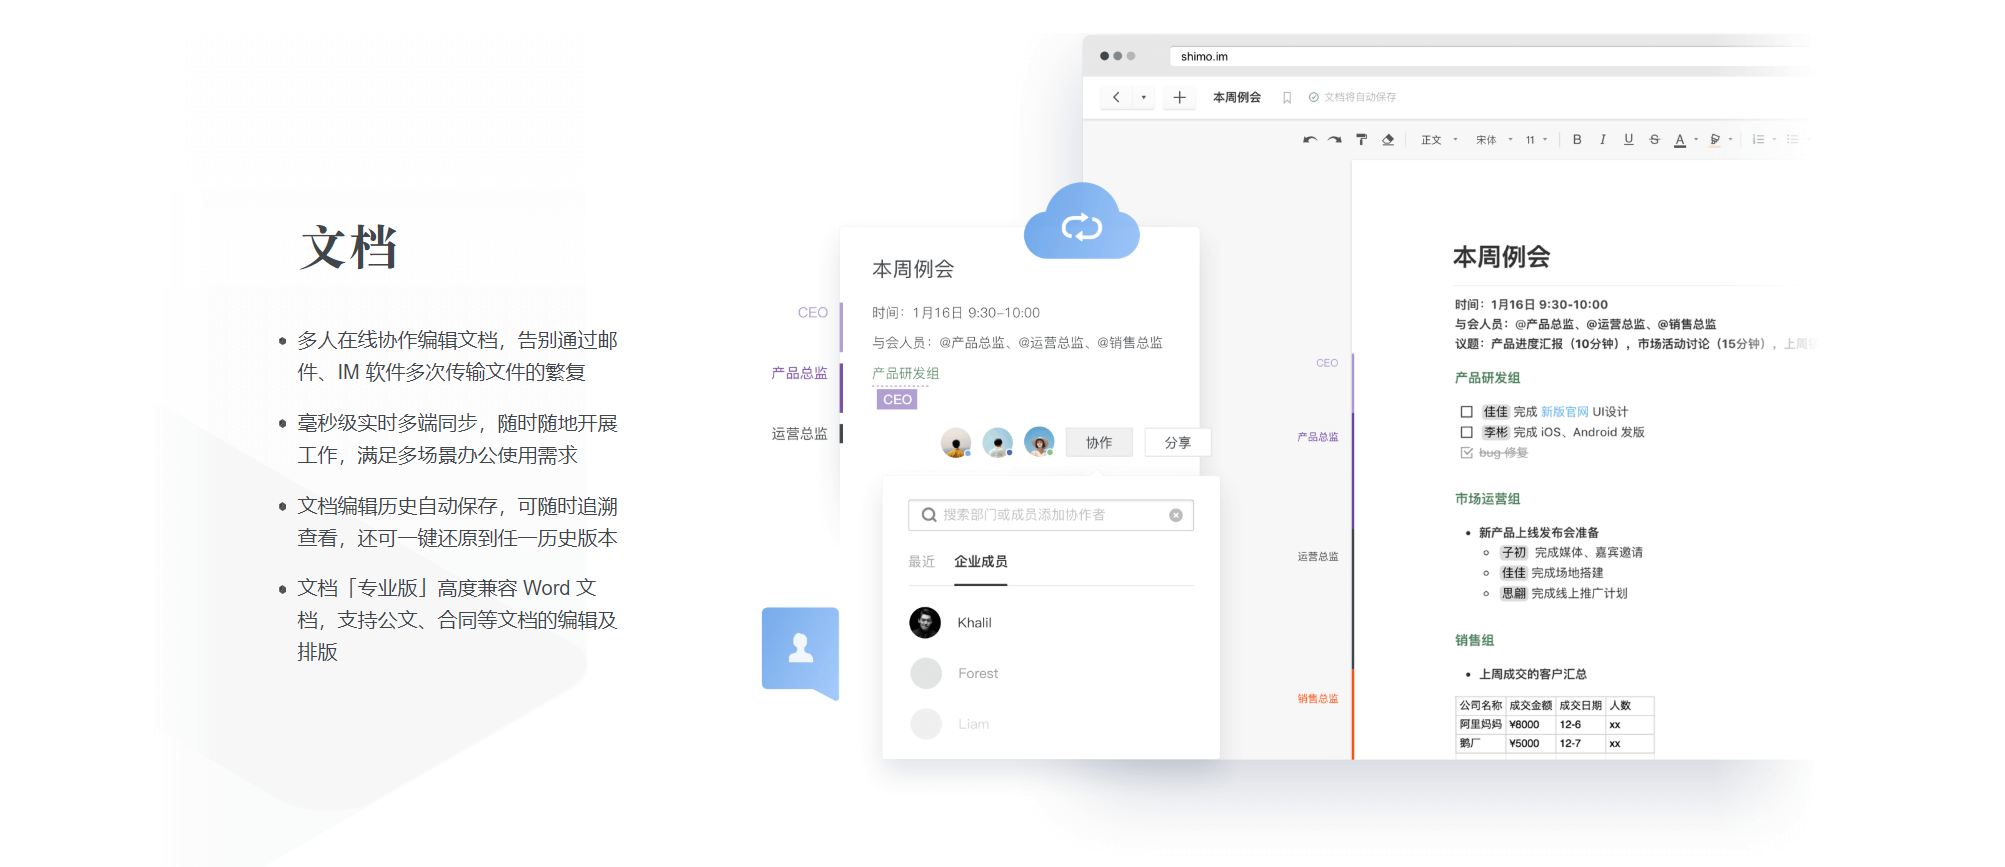 文档
多人在线协作编辑文档，告别通过邮
件、IM 软件多次传输文件的繁复
毫秒级实时多端同步，随时随地开展
工作，满足多场景办公使用需求
文档编辑历史自动保存，可随时追溯
查看，还可一键还原到任一历史版本
文档「专业版」高度兼容 Word 文
档，支持公文、合同等文档的编辑及
排版
本周例会
CEO
时间：1月16日 9:30–10:00
与会人员：@产品总监、@运营总监、@销售总监
产品总监
产品研发组
CEO
运营总监
协作
分享
搜索部门或成员添加协作者
最近 企业成员
Khalil
Forest
Liam
shimo.im
本周例会 文档将自动保存
正文 宋体 11 B I U S A
本周例会
时间：1月16日 9:30-10:00
与会人员：@产品总监、@运营总监、@销售总监
议题：产品进度汇报（10分钟），市场活动讨论（15分钟），上周
CEO
产品研发组
佳佳 完成 新版官网 UI设计
李彬 完成 iOS、Android 发版
产品总监
bug 修复
市场运营组
新产品上线发布会准备
子初 完成媒体、嘉宾邀请
运营总监
佳佳 完成场地搭建
思翩 完成线上推广计划
销售组
上周成交的客户汇总
销售总监
公司名称 成交金额 成交日期 人数
阿里妈妈 ¥8000 12-6 xx
鹅厂 ¥5000 12-7 xx